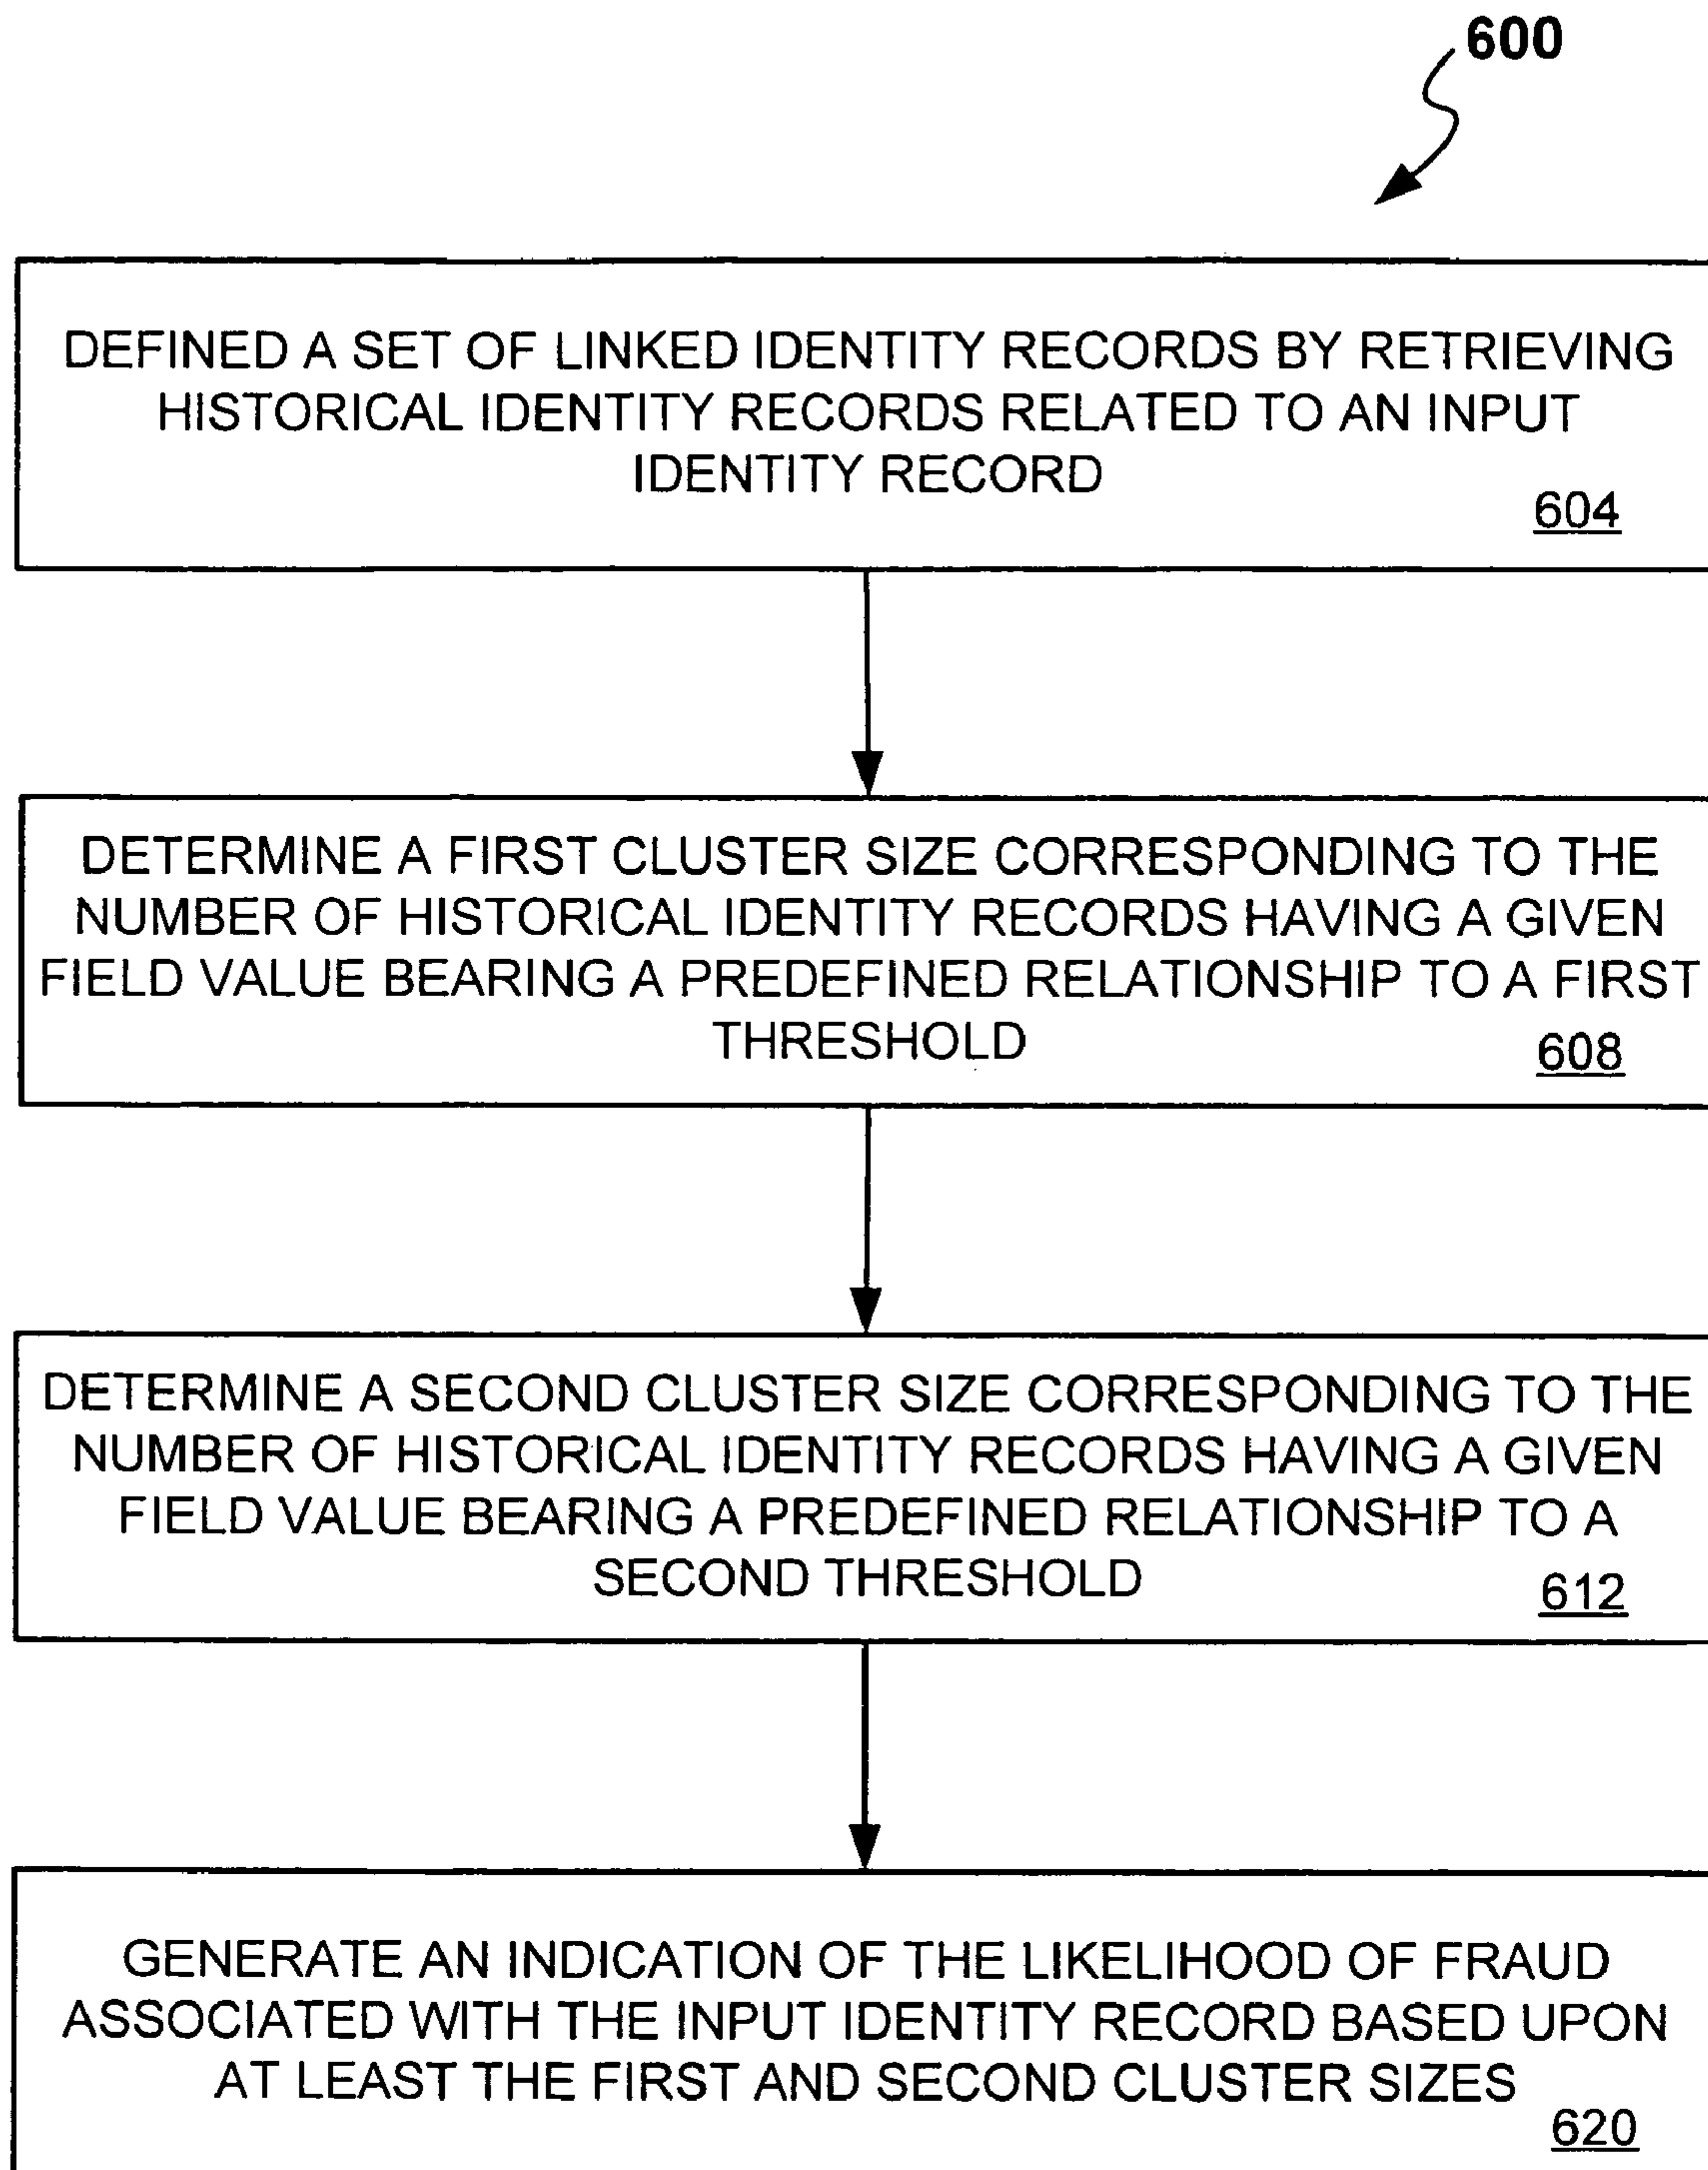 600
DEFINED A SET OF LINKED IDENTITY RECORDS BY RETRIEVING
HISTORICAL IDENTITY RECORDS RELATED TO AN INPUT
IDENTITY RECORD
604
DETERMINE A FIRST CLUSTER SIZE CORRESPONDING TO THE
NUMBER OF HISTORICAL IDENTITY RECORDS HAVING A GIVEN
FIELD VALUE BEARING A PREDEFINED RELATIONSHIP TO A FIRST
THRESHOLD
608
DETERMINE A SECOND CLUSTER SIZE CORRESPONDING TO THE
NUMBER OF HISTORICAL IDENTITY RECORDS HAVING A GIVEN
FIELD VALUE BEARING A PREDEFINED RELATIONSHIP TO A
SECOND THRESHOLD
612
GENERATE AN INDICATION OF THE LIKELIHOOD OF FRAUD
ASSOCIATED WITH THE INPUT IDENTITY RECORD BASED UPON
AT LEAST THE FIRST AND SECOND CLUSTER SIZES
620